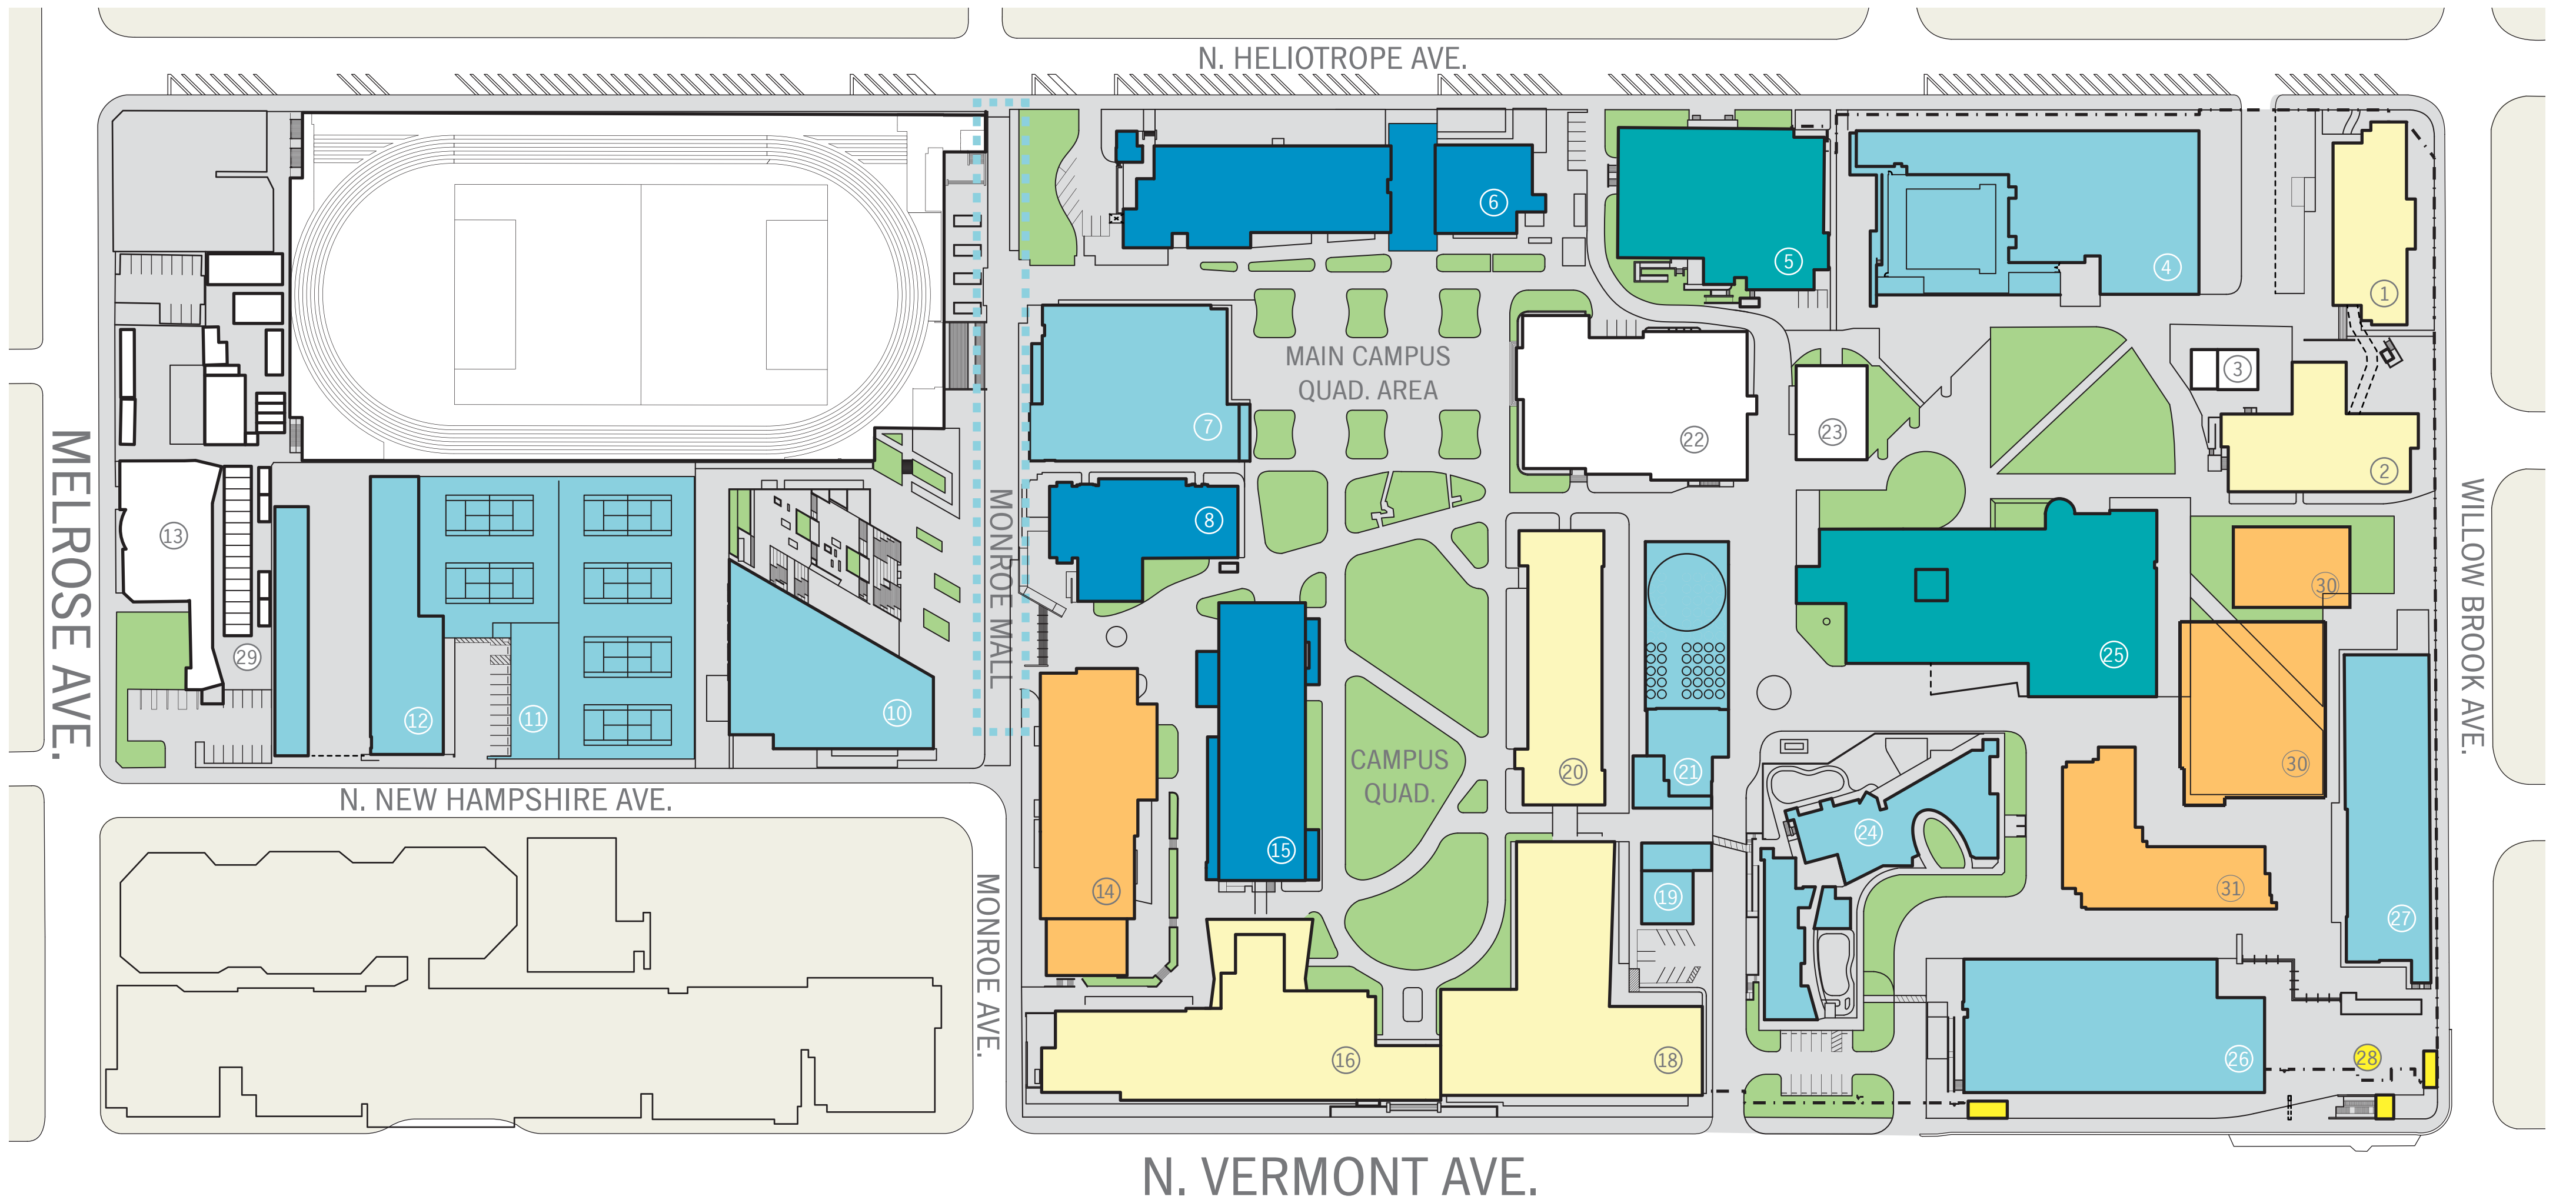 N. HELIOTROPE AVE.
6
5
4
1
MAIN CAMPUS
QUAD. AREA
3
7
22
23
2
MELROSE AVE.
13
8
MONROE MALL
WILLOW BROOK AVE.
30
29
25
12
11
10
CAMPUS
QUAD.
20
21
30
N. NEW HAMPSHIRE AVE.
15
24
14
19
31
27
MONROE AVE.
16
18
26
28
N. VERMONT AVE.